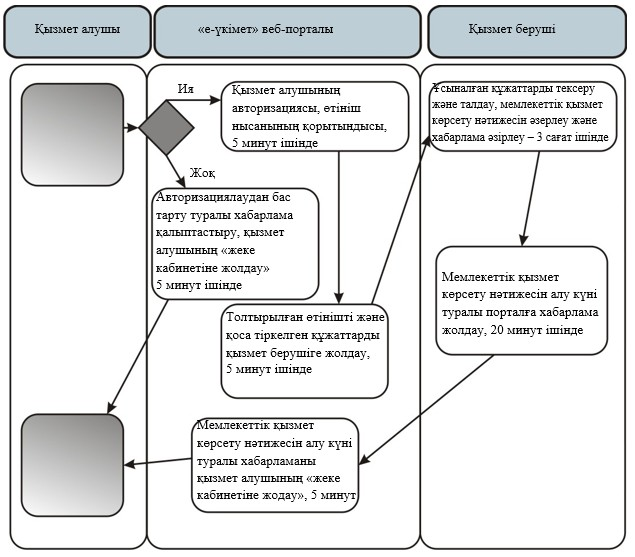 Қызмет алушы
«е-үкімет» веб-порталы
Қызмет беруші
Ия
Қызмет алушының
авторизациясы, өтініш
нысанының қорытындысы,
5 минут ішінде
Ұсыналған құжаттарды тексеру
және талдау, мемлекеттік қызмет
көрсету нәтижесін әзерлеу және
хабарлама әзірлеу – 3 сағат ішінде
Жоқ
Авторизациялаудан бас
тарту туралы хабарлама
қалыптастыру, қызмет
алушының «жеке
кабинетіне жолдау»
5 минут ішінде
Мемлекеттік қызмет
көрсету нәтижесін алу күні
туралы порталға хабарлама
жолдау, 20 минут ішінде
Толтырылған өтінішті және
қоса тіркелген құжаттарды
қызмет берушіге жолдау,
5 минут ішінде
Мемлекеттік қызмет
көрсету нәтижесін алу күні
туралы хабарламаны
қызмет алушының «жеке
кабинетіне жодау», 5 минут